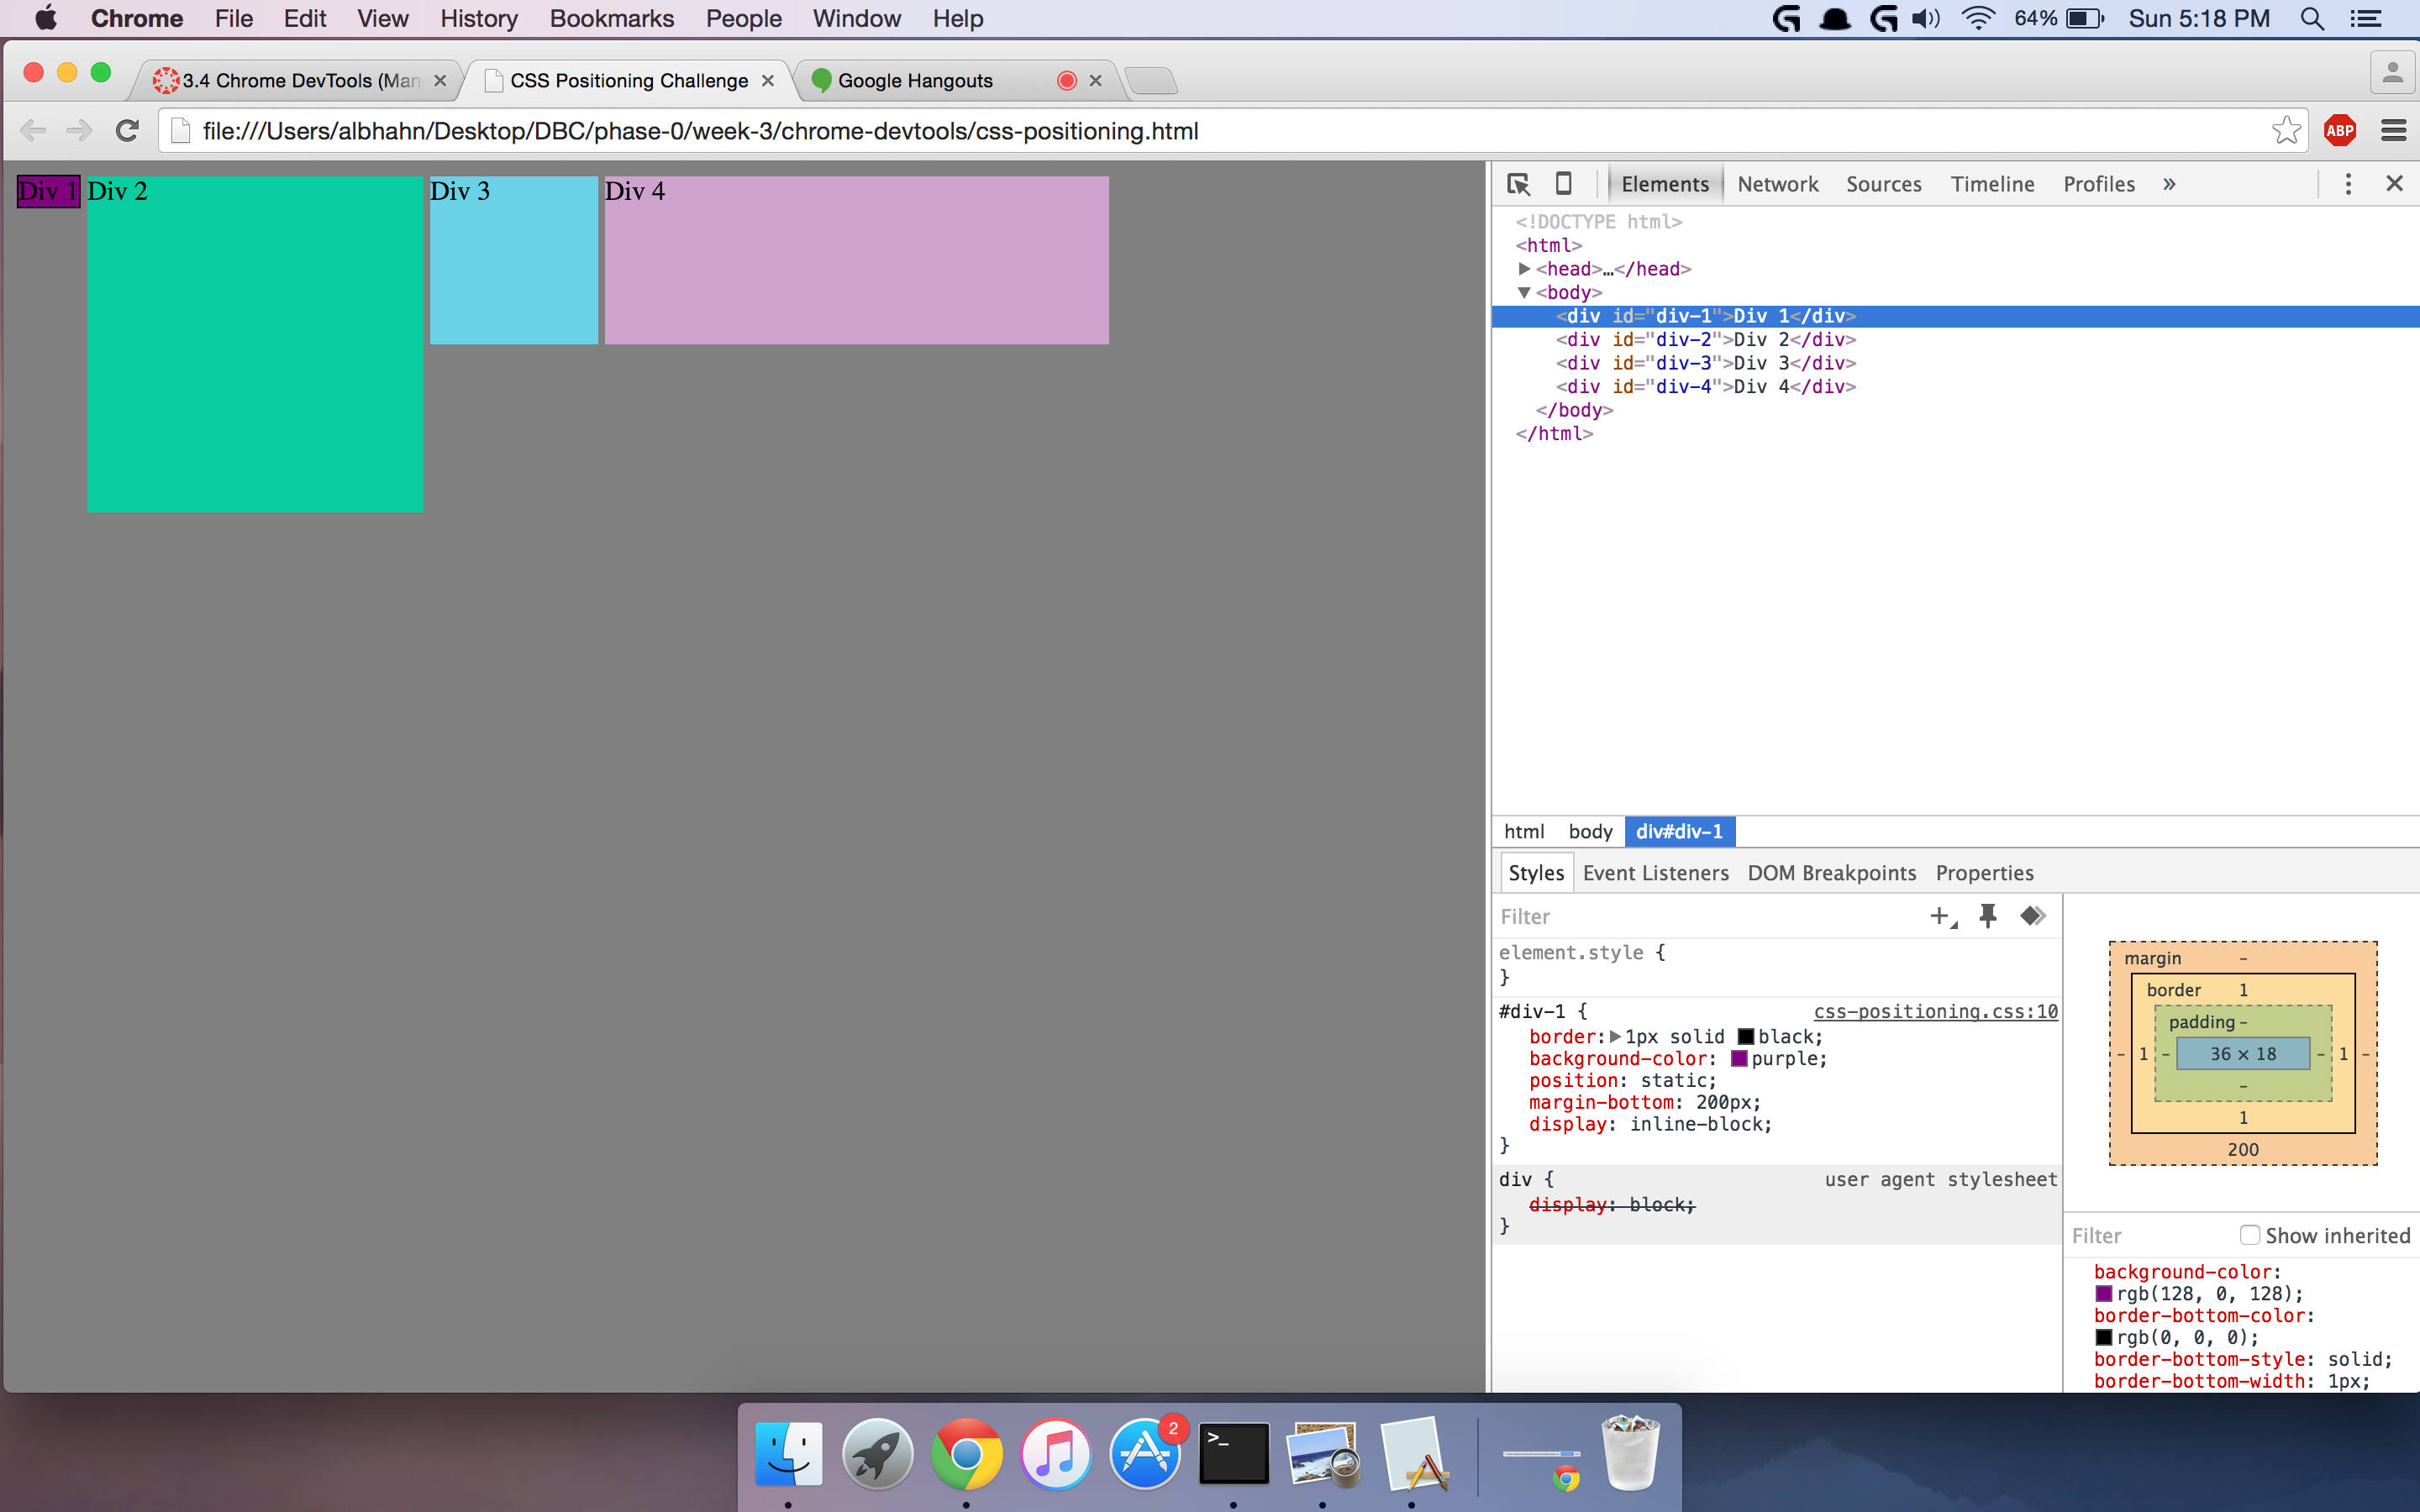 Chrome File Edit View History Bookmarks People Window Help 64% Sun 5:18 PM
3.4 Chrome DevTools (Man CSS Positioning Challenge Google Hangouts
file:///Users/albhahn/Desktop/DBC/phase-0/week-3/chrome-devtools/css-positioning.html ABP
Div 1 Div 2 Div 3 Div 4
Elements Network Sources Timeline Profiles »
<!DOCTYPE html>
<html>
<head>…</head>
<body>
<div id="div-1">Div 1</div>
<div id="div-2">Div 2</div>
<div id="div-3">Div 3</div>
<div id="div-4">Div 4</div>
</body>
</html>
html body div#div-1
Styles Event Listeners DOM Breakpoints Properties
Filter
element.style {
}
#div-1 { css-positioning.css:10
border: 1px solid black;
background-color: purple;
position: static;
margin-bottom: 200px;
display: inline-block;
}
div { user agent stylesheet
display: block;
}
margin -
border 1
padding -
- 1 - 36 × 18 - 1 -
-
1
200
Filter Show inherited
background-color:
rgb(128, 0, 128);
border-bottom-color:
rgb(0, 0, 0);
border-bottom-style: solid;
border-bottom-width: 1px;
2
>_